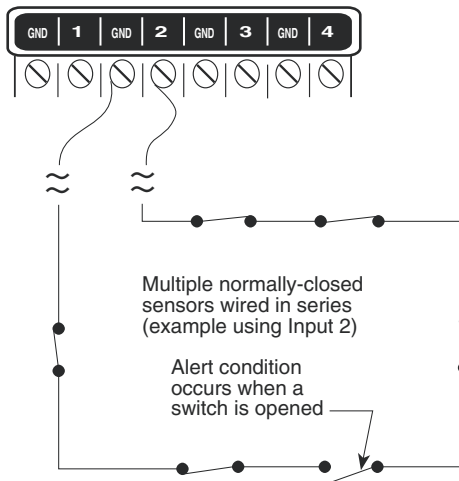 GND 1 GND 2 GND 3 GND 4
Multiple normally-closed
sensors wired in series
(example using Input 2)
Alert condition
occurs when a
switch is opened